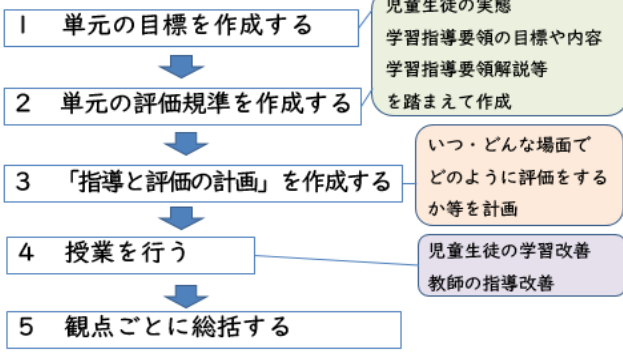 1 単元の目標を作成する
児童生徒の実態
学習指導要領の目標や内容
学習指導要領解説等
を踏まえて作成
2 単元の評価規準を作成する
3 「指導と評価の計画」を作成する
いつ・どんな場面で
どのように評価をする
か等を計画
4 授業を行う
児童生徒の学習改善
教師の指導改善
5 観点ごとに総括する